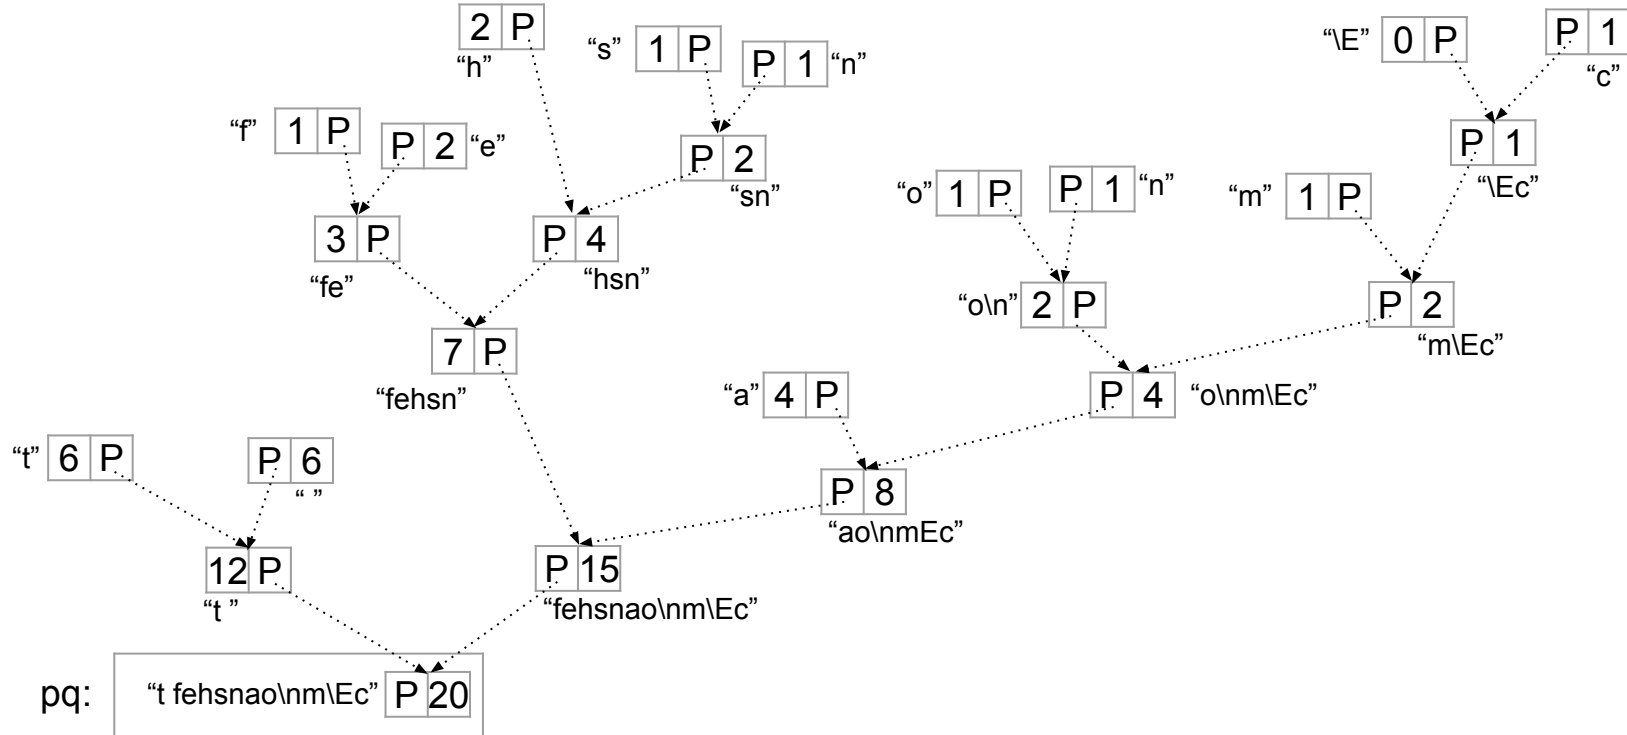 2 P
“h”
“s” 1 P
P 1 “n”
“\E” 0 P
P 1
“c”
“f” 1 P
P 2 “e”
P 2
“sn”
P 1
“\Ec”
“o” 1 P
P 1 “n”
“m” 1 P
3 P
“fe”
P 4
“hsn”
“o\n” 2 P
P 2
“m\Ec”
7 P
“fehsn”
“a” 4 P
P 4 “o\nm\Ec”
“t” 6 P
P 6
“ ”
P 8
“ao\nmEc”
12 P
“t ”
P 15
“fehsnao\nm\Ec”
pq: “t fehsnao\nm\Ec” P 20